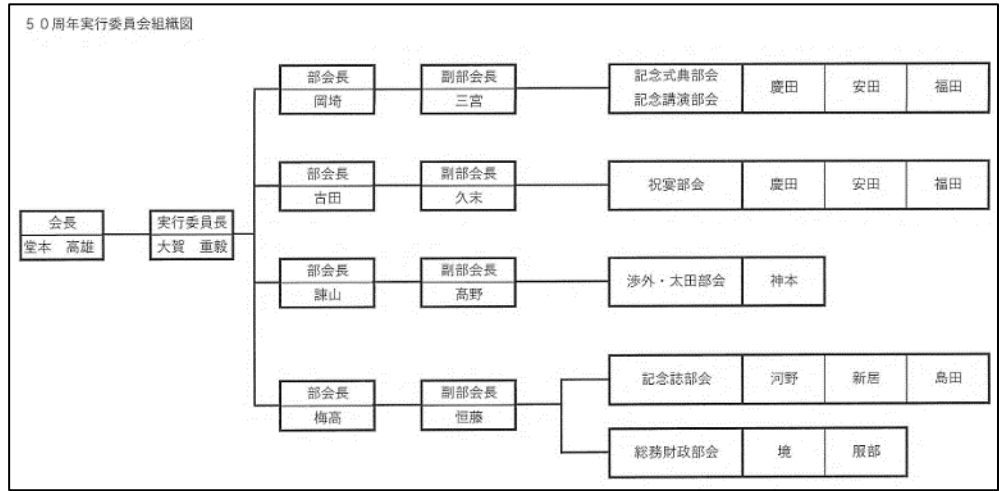 ５０周年実行委員会組織図
会長
堂本　高雄
実行委員長
大賀　重毅
部会長
岡埼
副部会長
三宮
記念式典部会
記念講演部会
慶田
安田
福田
部会長
古田
副部会長
久末
祝宴部会
慶田
安田
福田
部会長
諌山
副部会長
高野
渉外・太田部会
神本
部会長
梅高
副部会長
恒藤
記念誌部会
河野
新居
島田
総務財政部会
境
服部